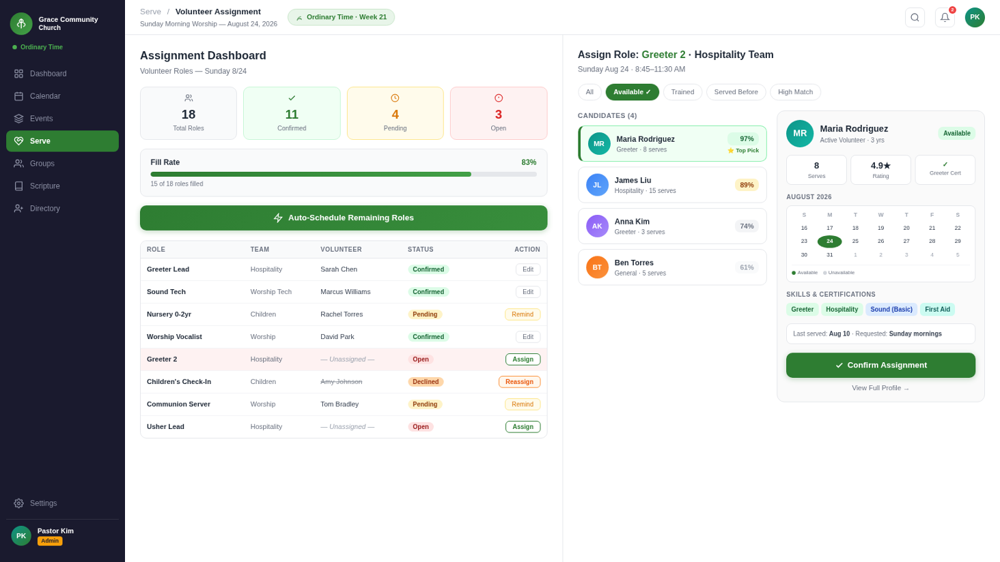 Grace Community
Church
Ordinary Time
Dashboard
Calendar
Events
Serve
Groups
Scripture
Directory
Settings
PK
Pastor Kim
Admin
Serve / Volunteer Assignment
Sunday Morning Worship — August 24, 2026
Ordinary Time · Week 21
2
PK
Assignment Dashboard
Volunteer Roles — Sunday 8/24
18
Total Roles
11
Confirmed
4
Pending
3
Open
Fill Rate 83%
15 of 18 roles filled
Auto-Schedule Remaining Roles
ROLE TEAM VOLUNTEER STATUS ACTION
Greeter Lead Hospitality Sarah Chen Confirmed Edit
Sound Tech Worship Tech Marcus Williams Confirmed Edit
Nursery 0-2yr Children Rachel Torres Pending Remind
Worship Vocalist Worship David Park Confirmed Edit
Greeter 2 Hospitality — Unassigned — Open Assign
Children's Check-In Children Amy Johnson Declined Reassign
Communion Server Worship Tom Bradley Pending Remind
Usher Lead Hospitality — Unassigned — Open Assign
Assign Role: Greeter 2 · Hospitality Team
Sunday Aug 24 · 8:45–11:30 AM
All Available ✓ Trained Served Before High Match
CANDIDATES (4)
MR
Maria Rodriguez 97%
Greeter · 8 serves ⭐ Top Pick
JL
James Liu 89%
Hospitality · 15 serves
AK
Anna Kim 74%
Greeter · 3 serves
BT
Ben Torres 61%
General · 5 serves
MR
Maria Rodriguez
Active Volunteer · 3 yrs
Available
8
Serves
4.9★
Rating
✓
Greeter Cert
AUGUST 2026
S M T W T F S
16 17 18 19 20 21 22
23 24 25 26 27 28 29
30 31 1 2 3 4 5
Available Unavailable
SKILLS & CERTIFICATIONS
Greeter Hospitality Sound (Basic) First Aid
Last served: Aug 10 · Requested: Sunday mornings
Confirm Assignment
View Full Profile →